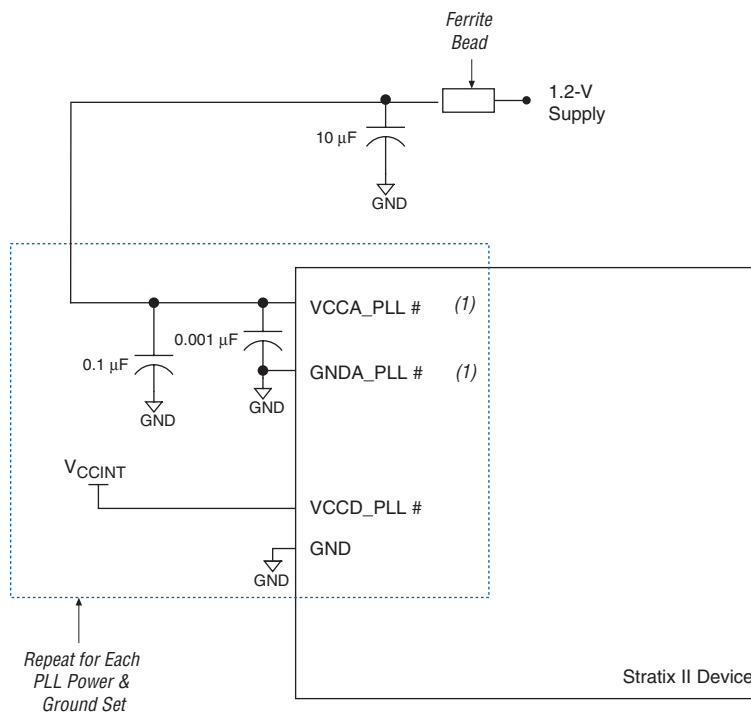 Ferrite
Bead
1.2-V
Supply
10 µF
GND
VCCA_PLL # (1)
0.001 µF
0.1 µF
GNDA_PLL # (1)
GND
GND
VCCINT
VCCD_PLL #
GND
GND
Repeat for Each
PLL Power &
Ground Set
Stratix II Device